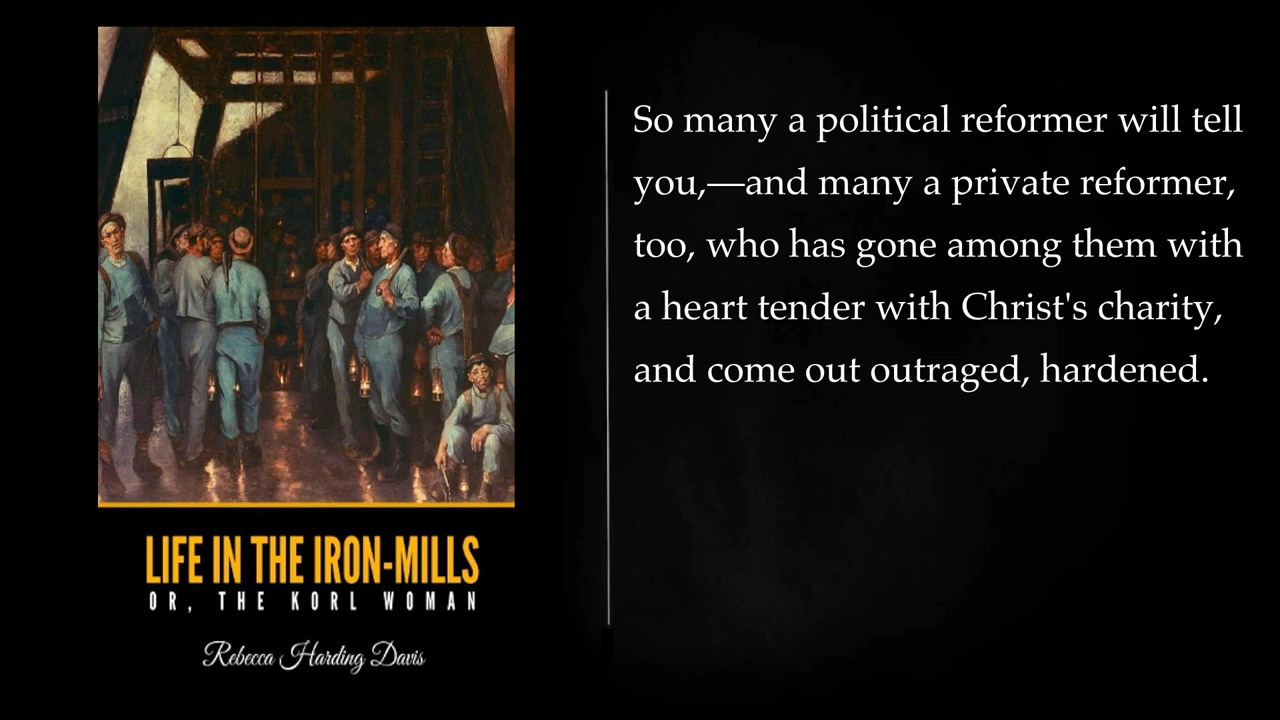 LIFE IN THE IRON-MILLS
OR, THE KORL WOMAN
Rebecca Harding Davis
So many a political reformer will tell
you,—and many a private reformer,
too, who has gone among them with
a heart tender with Christ's charity,
and come out outraged, hardened.